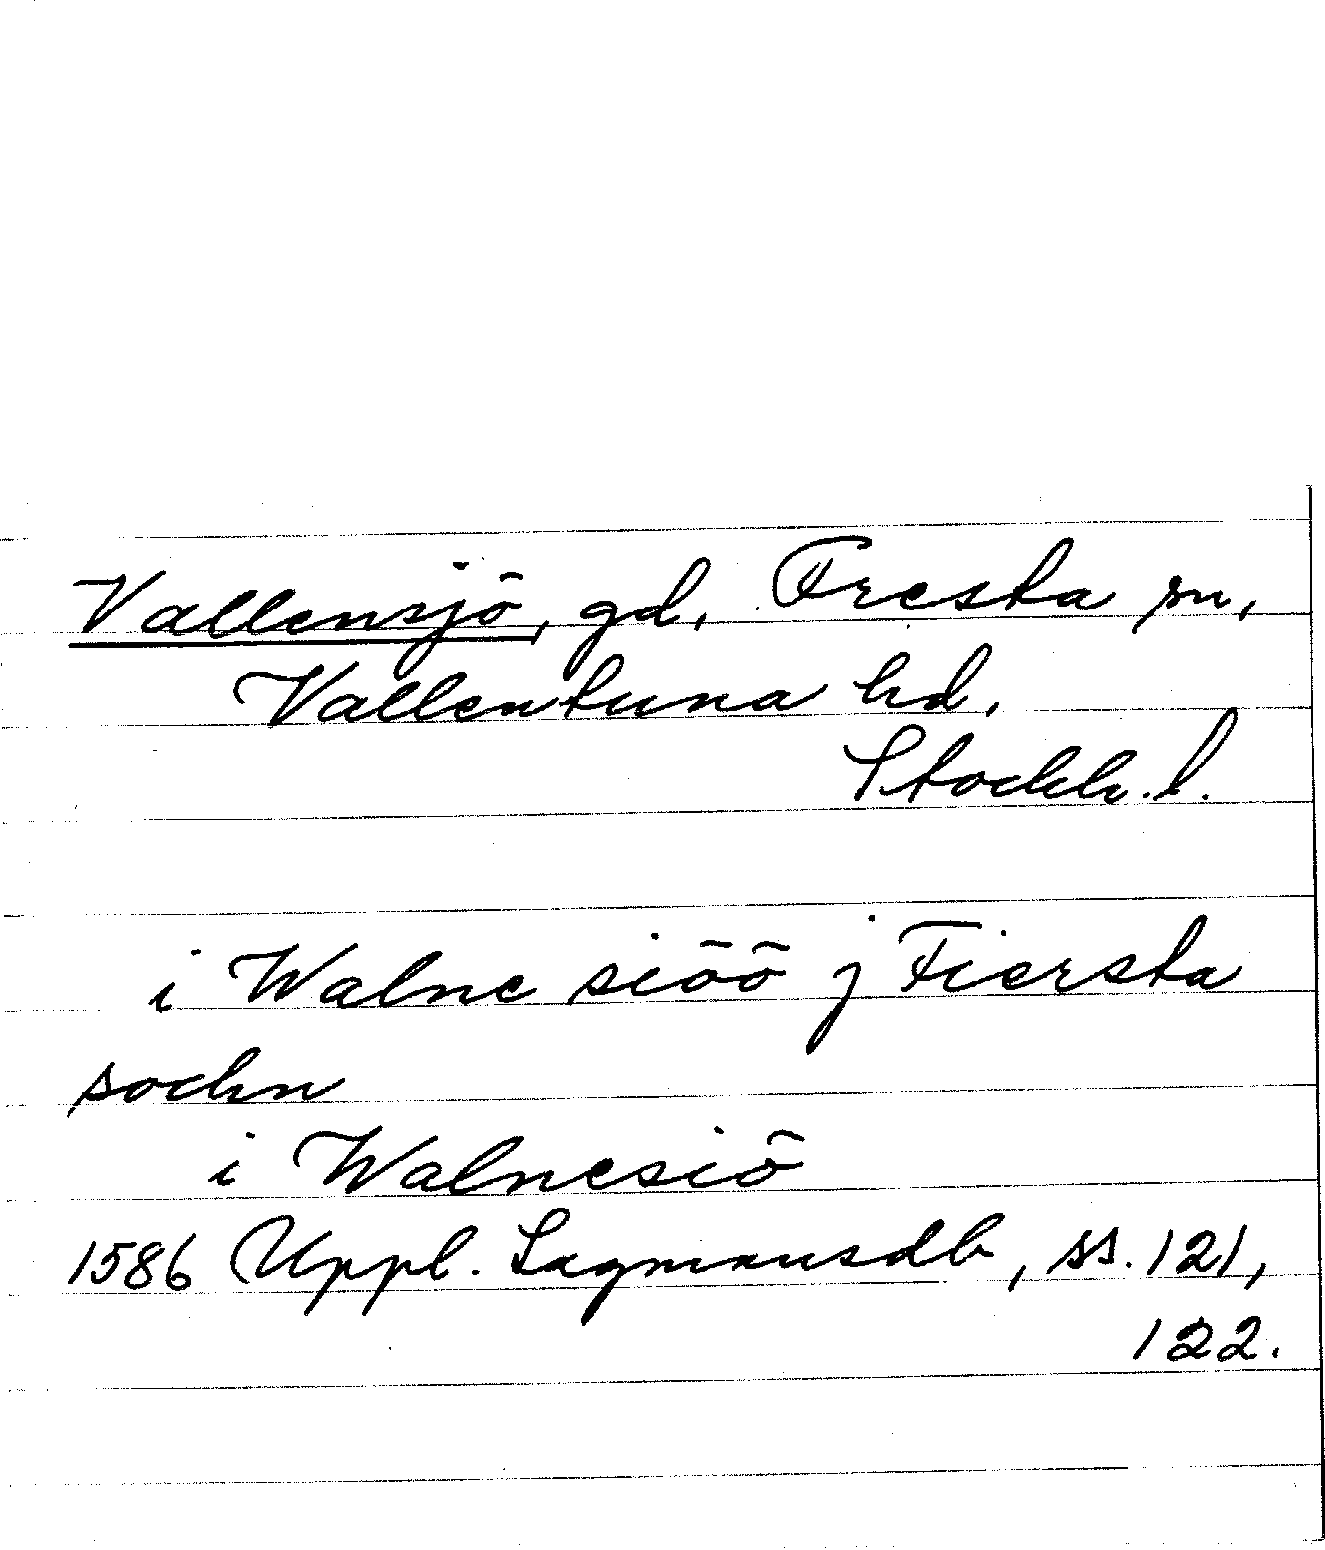 Vallensjö, gd, Fresta sn,
Vallentuna hd,
Stockh. l.
i Walne siöö j Fiersta
sochn
i Walnesiö
1586 Uppl. Lagmansdb, ss. 121,
122.